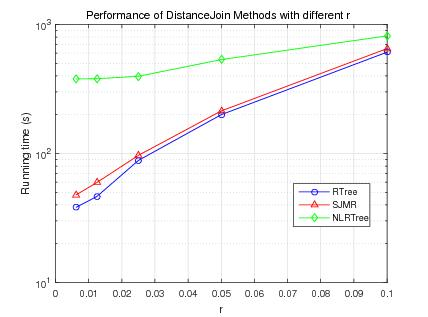 Performance of DistanceJoin Methods with different r
10^3
10^2
10^1
Running time (s)
RTree
SJMR
NLRTree
0 0.01 0.02 0.03 0.04 0.05 0.06 0.07 0.08 0.09 0.1
r